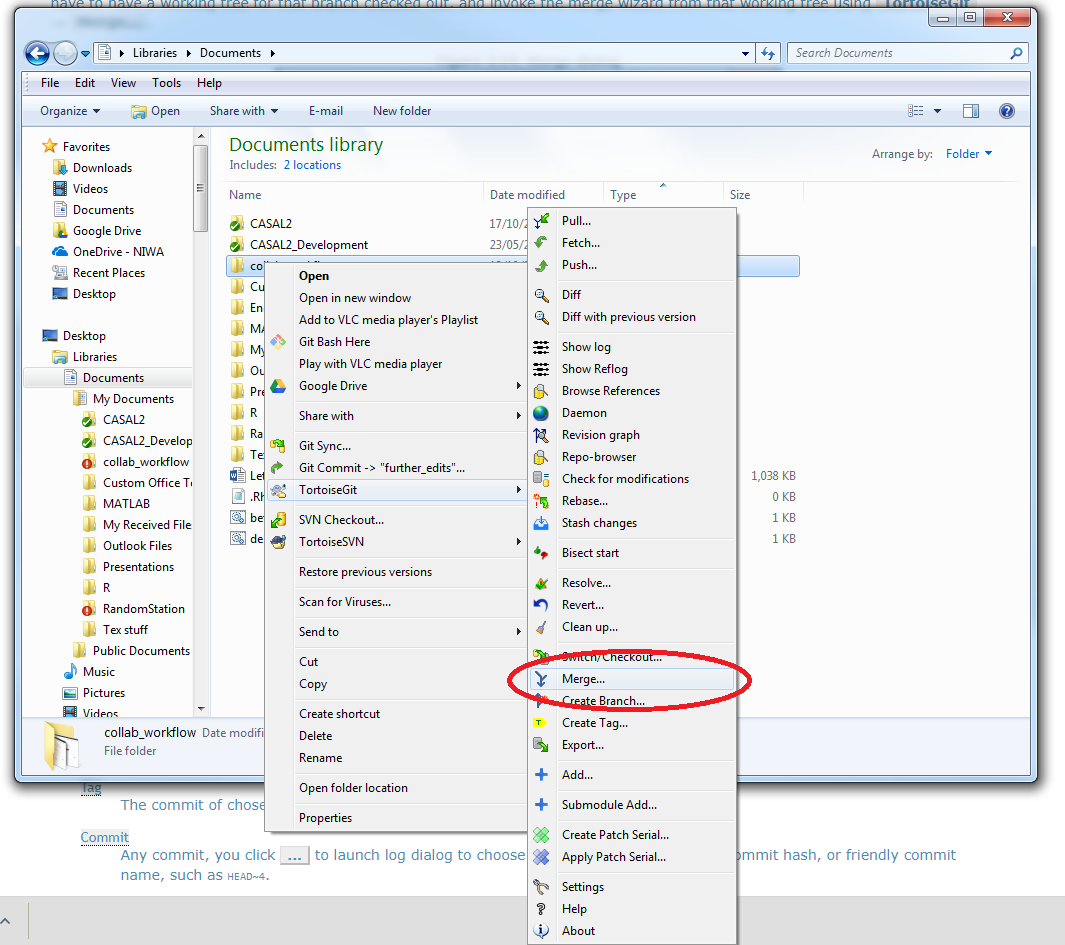 have to have a working tree for that branch checked out, and invoke the merge wizard from that working tree using TortoiseGit
Libraries Documents
Search Documents
File Edit View Tools Help
Organize Open Share with E-mail New folder
Favorites
Downloads
Videos
Documents
Google Drive
OneDrive - NIWA
Recent Places
Desktop
Desktop
Libraries
Documents
My Documents
CASAL2
CASAL2_Develop
collab_workflow
Custom Office Te
MATLAB
My Received File
Outlook Files
Presentations
R
RandomStation
Tex stuff
Public Documents
Music
Pictures
Videos
Documents library
Includes: 2 locations
Arrange by: Folder
Name Date modified Type Size
CASAL2 17/10/2
CASAL2_Development 23/05/2
Cu
En
MA
My
Ou
Pre
R
Ra
Te
Let 1,038 KB
.Rh 0 KB
be 1 KB
de 1 KB
Open
Open in new window
Add to VLC media player's Playlist
Git Bash Here
Play with VLC media player
Google Drive
Share with
Git Sync...
Git Commit -> "further_edits"...
TortoiseGit
SVN Checkout...
TortoiseSVN
Restore previous versions
Scan for Viruses...
Send to
Cut
Copy
Create shortcut
Delete
Rename
Open folder location
Properties
Pull...
Fetch...
Push...
Diff
Diff with previous version
Show log
Show Reflog
Browse References
Daemon
Revision graph
Repo-browser
Check for modifications
Rebase...
Stash changes
Bisect start
Resolve...
Revert...
Clean up...
Switch/Checkout...
Merge...
Create Branch...
Create Tag...
Export...
Add...
Submodule Add...
Create Patch Serial...
Apply Patch Serial...
Settings
Help
About
collab_workflow Date modifi
File folder
Tag
The commit of chose
Commit
Any commit, you click ... to launch log dialog to choose ommit hash, or friendly commit
name, such as HEAD~4.